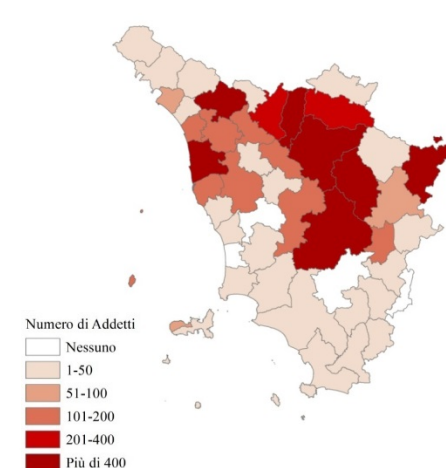 Numero di Addetti
Nessuno
1-50
51-100
101-200
201-400
Più di 400